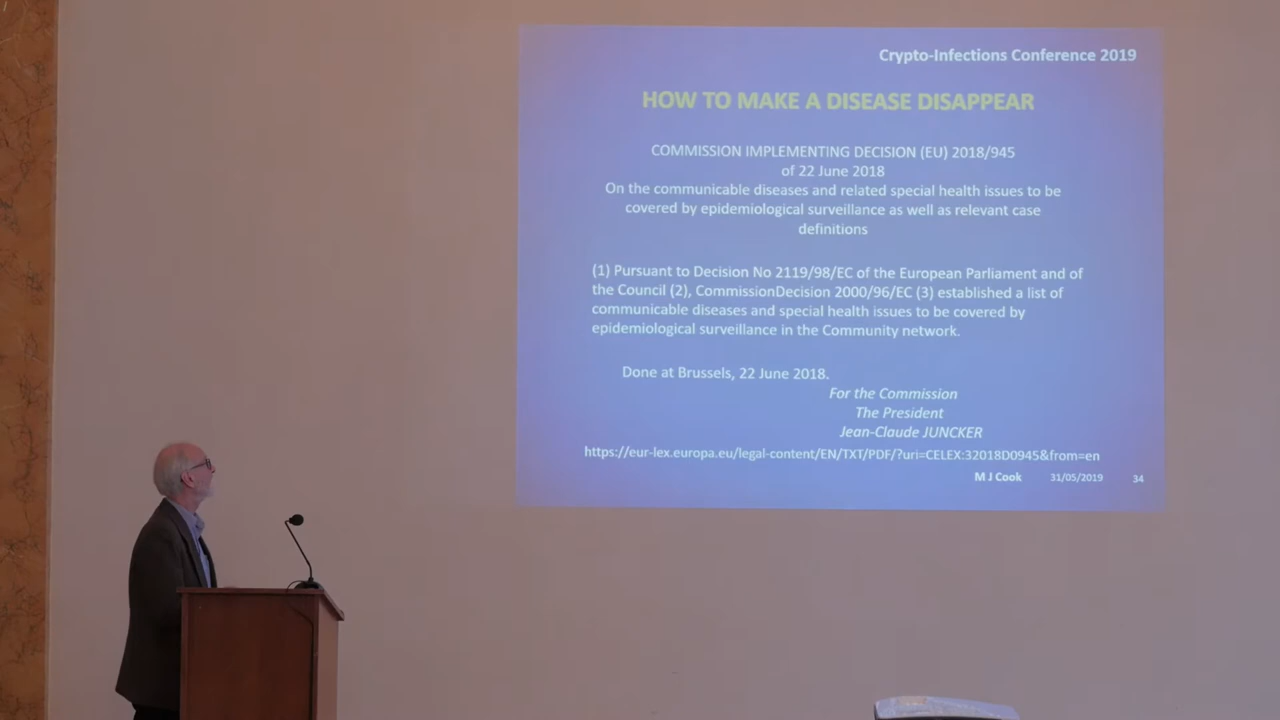 Crypto-Infections Conference 2019
HOW TO MAKE A DISEASE DISAPPEAR
COMMISSION IMPLEMENTING DECISION (EU) 2018/945
of 22 June 2018
On the communicable diseases and related special health issues to be
covered by epidemiological surveillance as well as relevant case
definitions
(1) Pursuant to Decision No 2119/98/EC of the European Parliament and of
the Council (2), CommissionDecision 2000/96/EC (3) established a list of
communicable diseases and special health issues to be covered by
epidemiological surveillance in the Community network.
Done at Brussels, 22 June 2018.
For the Commission
The President
Jean-Claude JUNCKER
https://eur-lex.europa.eu/legal-content/EN/TXT/PDF/?uri=CELEX:32018D0945&from=en
M J Cook 31/05/2019 34